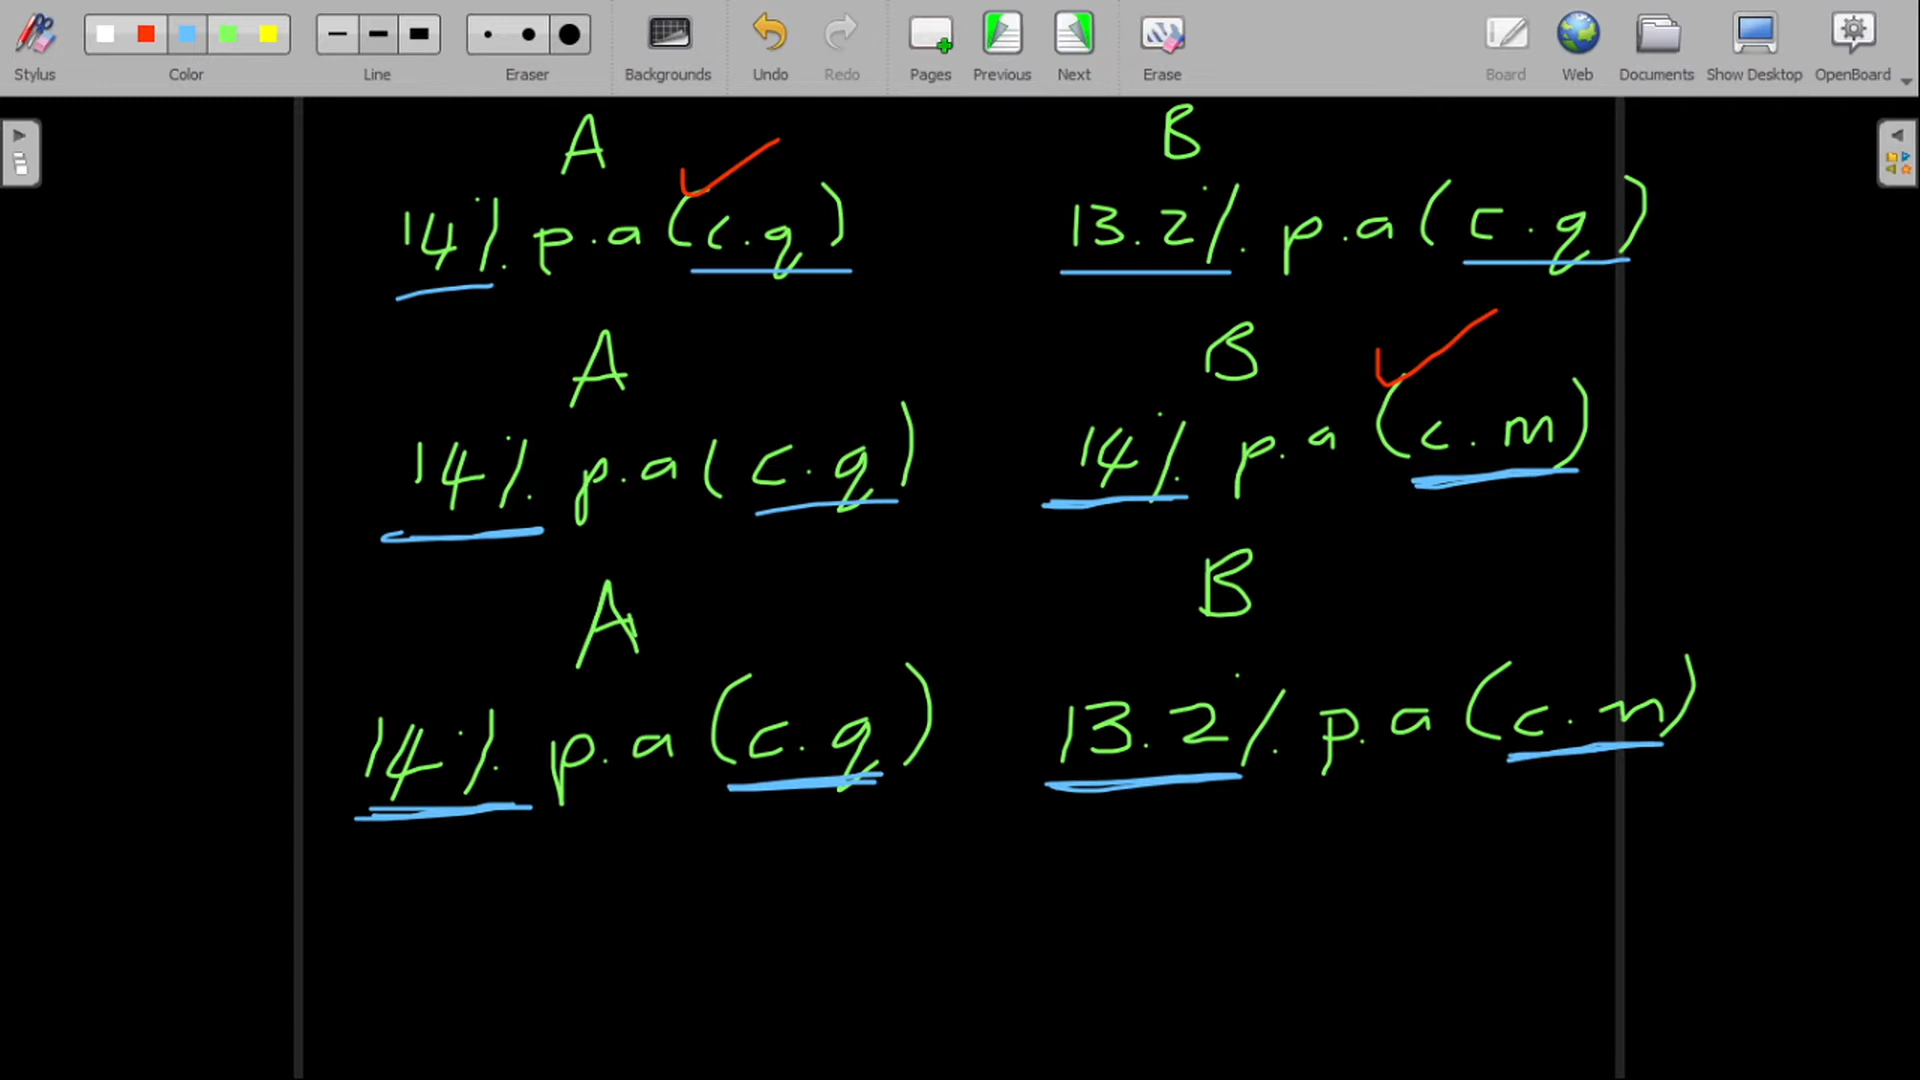 Stylus Color Line Eraser Backgrounds Undo Redo Pages Previous Next Erase Board Web Documents Show Desktop OpenBoard
A B
14% p.a (c.q) 13.2% p.a (c.q)
A B
14% p.a (c.q) 14% p.a (c.m)
A B
14% p.a (c.q) 13.2% p.a (c.m)